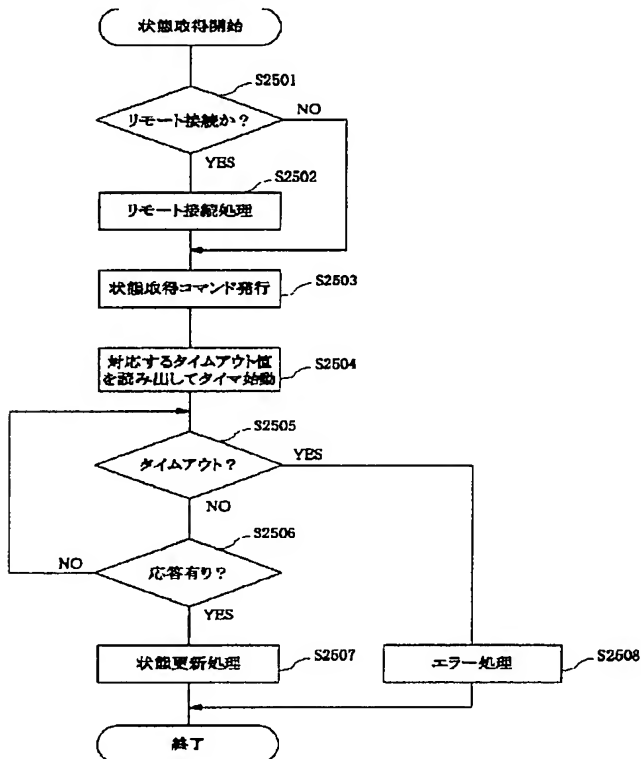 状態取得開始
S2501
リモート接続か？
NO
YES
S2502
リモート接続処理
状態取得コマンド発行
S2503
対応するタイムアウト値
を読み出してタイマ始動
S2504
S2505
タイムアウト？
YES
NO
S2506
応答有り？
NO
YES
状態更新処理
S2507
エラー処理
S2508
終了